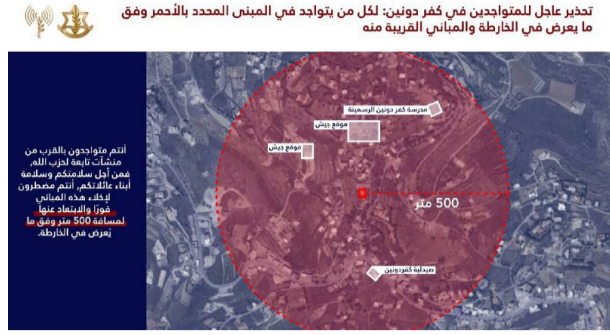 تحذير عاجل للمتواجدين في كفر دونين: لكل من يتواجد في المبنى المحدد بالأحمر وفق
ما يعرض في الخارطة والمباني القريبة منه
مدرسة كفر دونين الرسمية
موقع جيش
موقع جيش
أنتم متواجدون بالقرب من
منشآت تابعة لحزب الله,
فمن أجل سلامتكم وسلامة
أبناء عائلاتكم, أنتم مضطرون
لإخلاء هذه المباني
فورًا والابتعاد عنها
لمسافة 500 متر وفق ما
يُعرض في الخارطة.
500 متر
صيدلية كفردونين